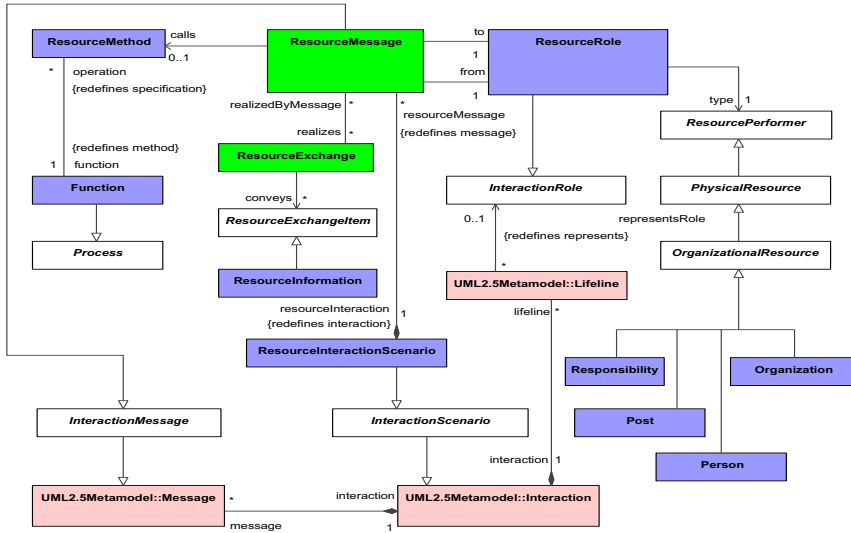 ResourceMethod
calls
0..1
ResourceMessage
to
1
from
1
ResourceRole
*
operation
{redefines specification}
{redefines method}
1
function
realizedByMessage
*
realizes
*
*
resourceMessage
{redefines message}
type
1
ResourcePerformer
ResourceExchange
Function
conveys
*
InteractionRole
PhysicalResource
ResourceExchangeItem
0..1
{redefines represents}
*
representsRole
Process
OrganizationalResource
ResourceInformation
UML2.5Metamodel::Lifeline
resourceInteraction
1
{redefines interaction}
lifeline
*
ResourceInteractionScenario
Responsibility
Organization
Post
InteractionMessage
InteractionScenario
Person
interaction
1
UML2.5Metamodel::Message
*
message
interaction
1
UML2.5Metamodel::Interaction